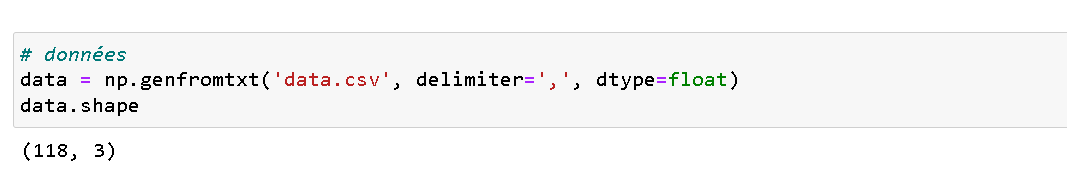 # données
data = np.genfromtxt('data.csv', delimiter=',', dtype=float)
data.shape
(118, 3)